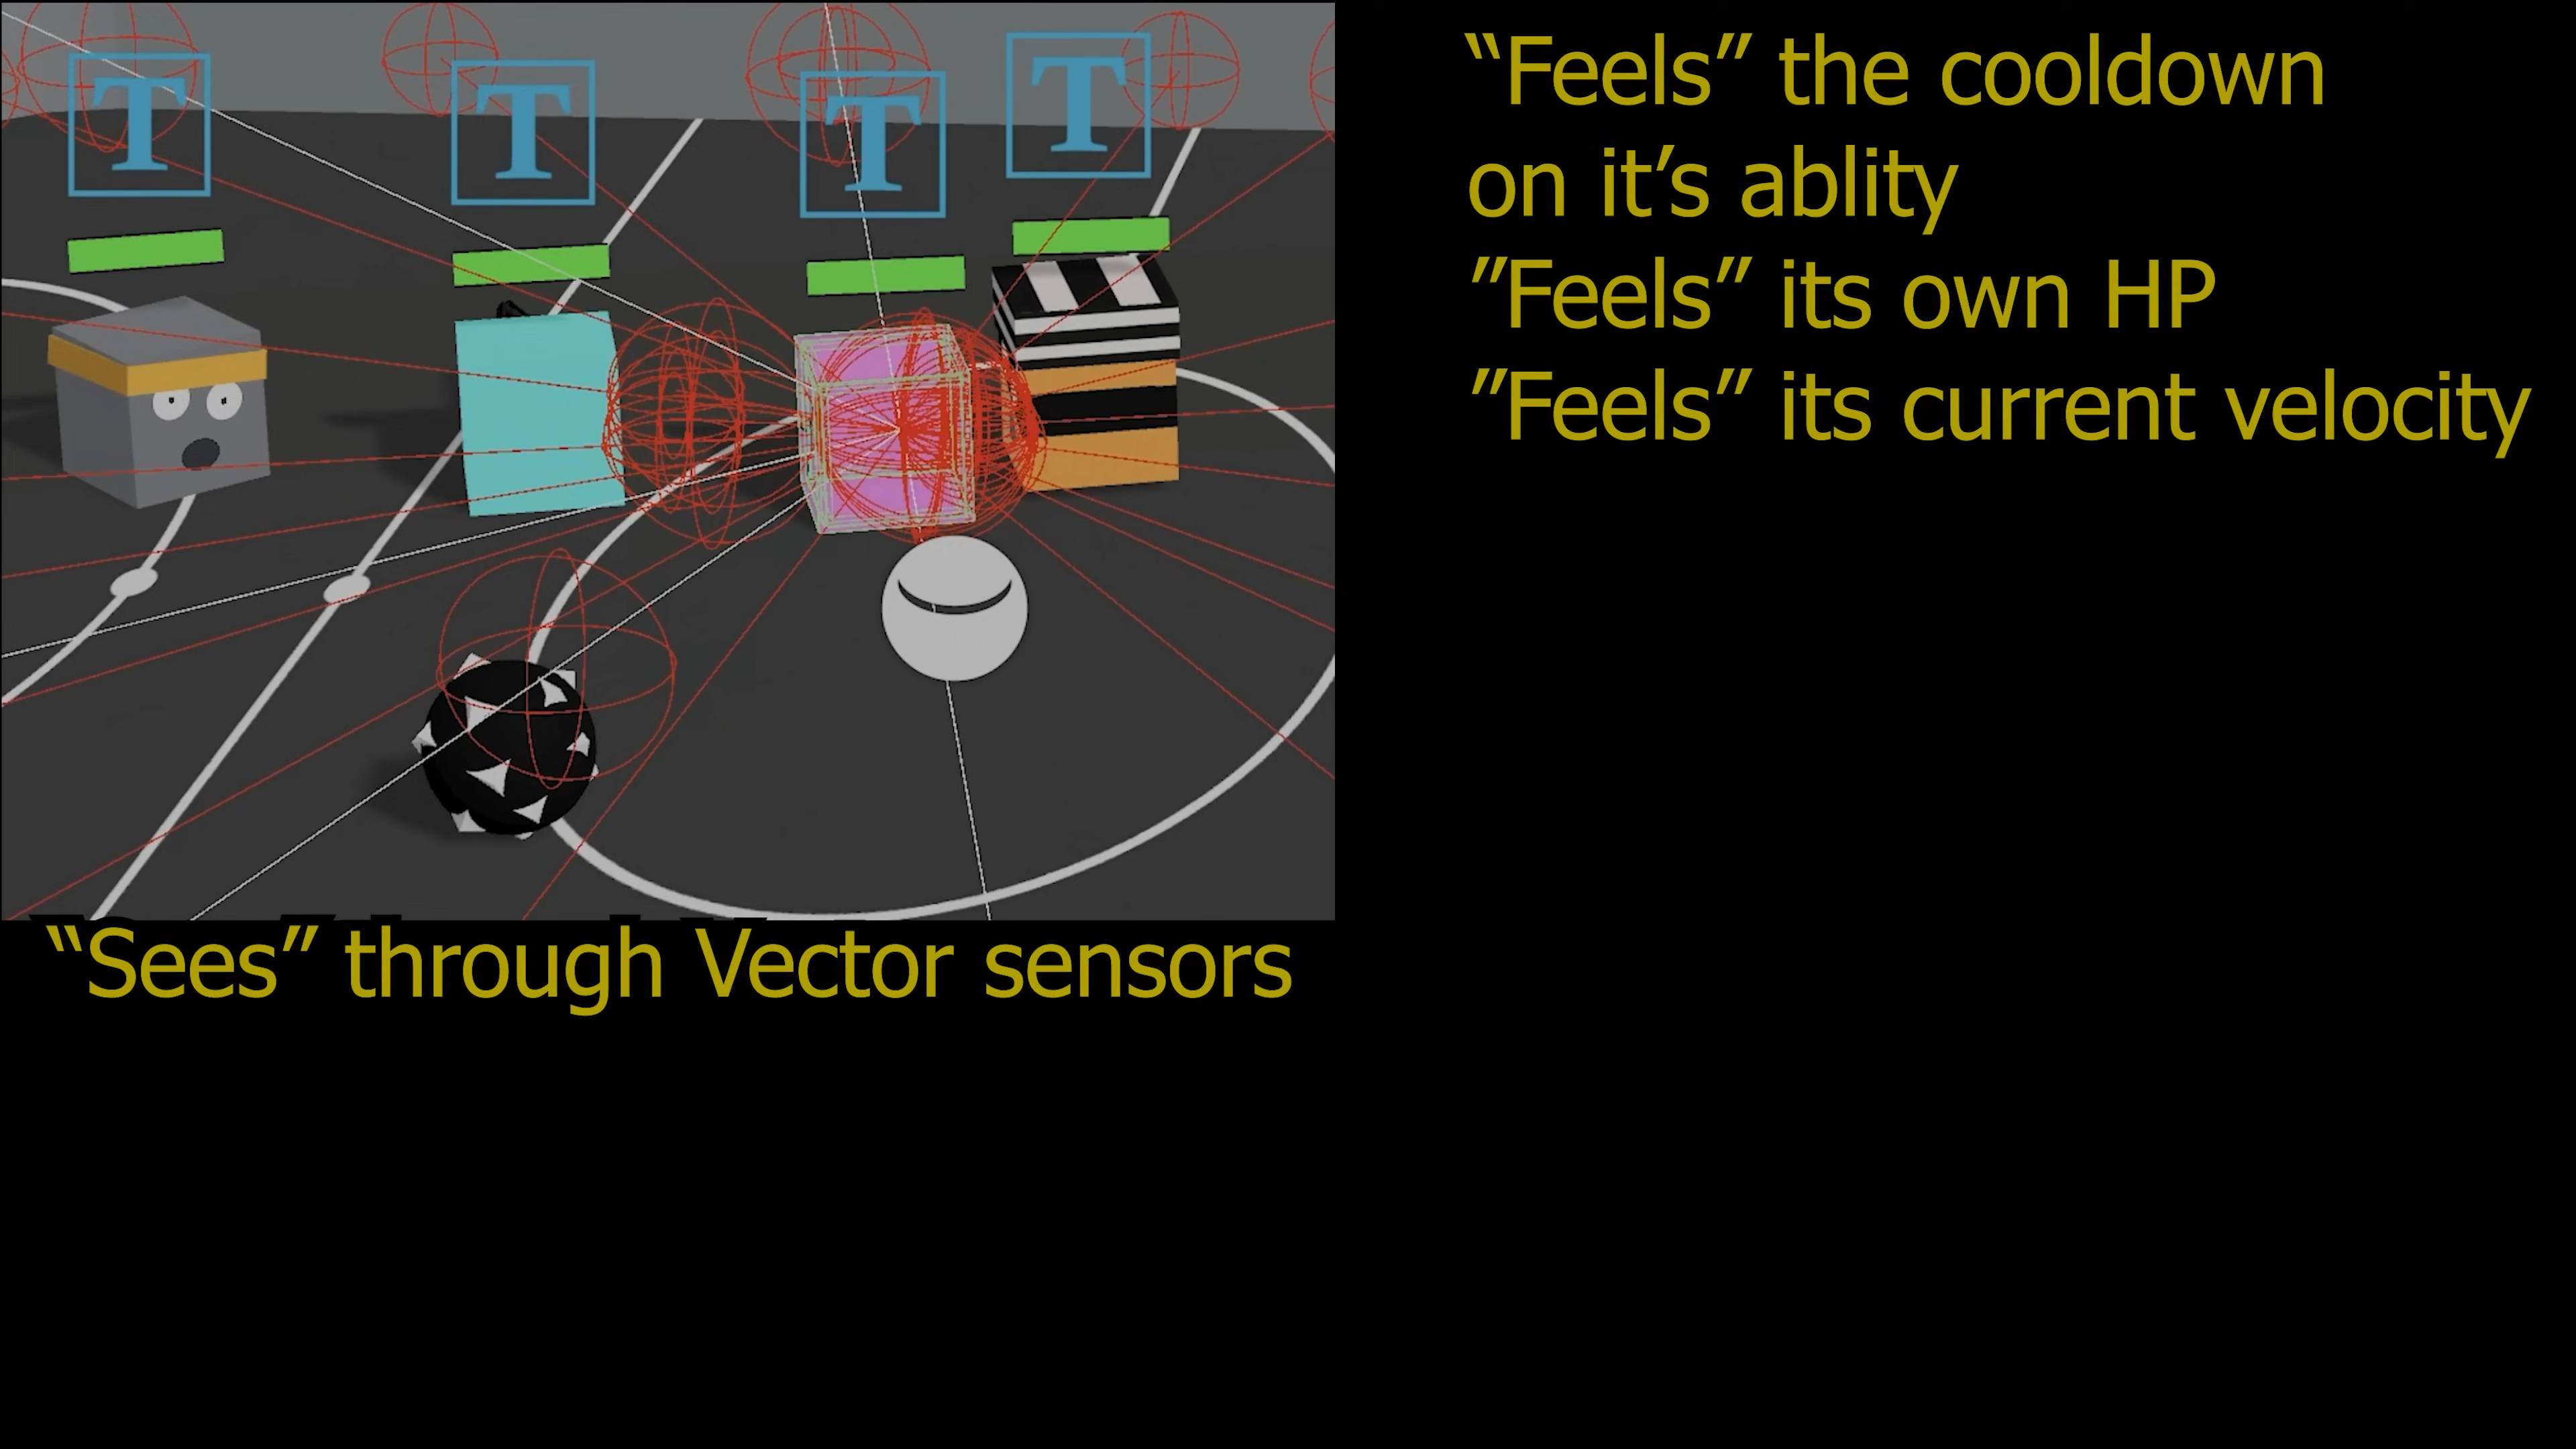 T T T T
“Feels” the cooldown
on it’s ablity
”Feels” its own HP
”Feels” its current velocity
“Sees” through Vector sensors